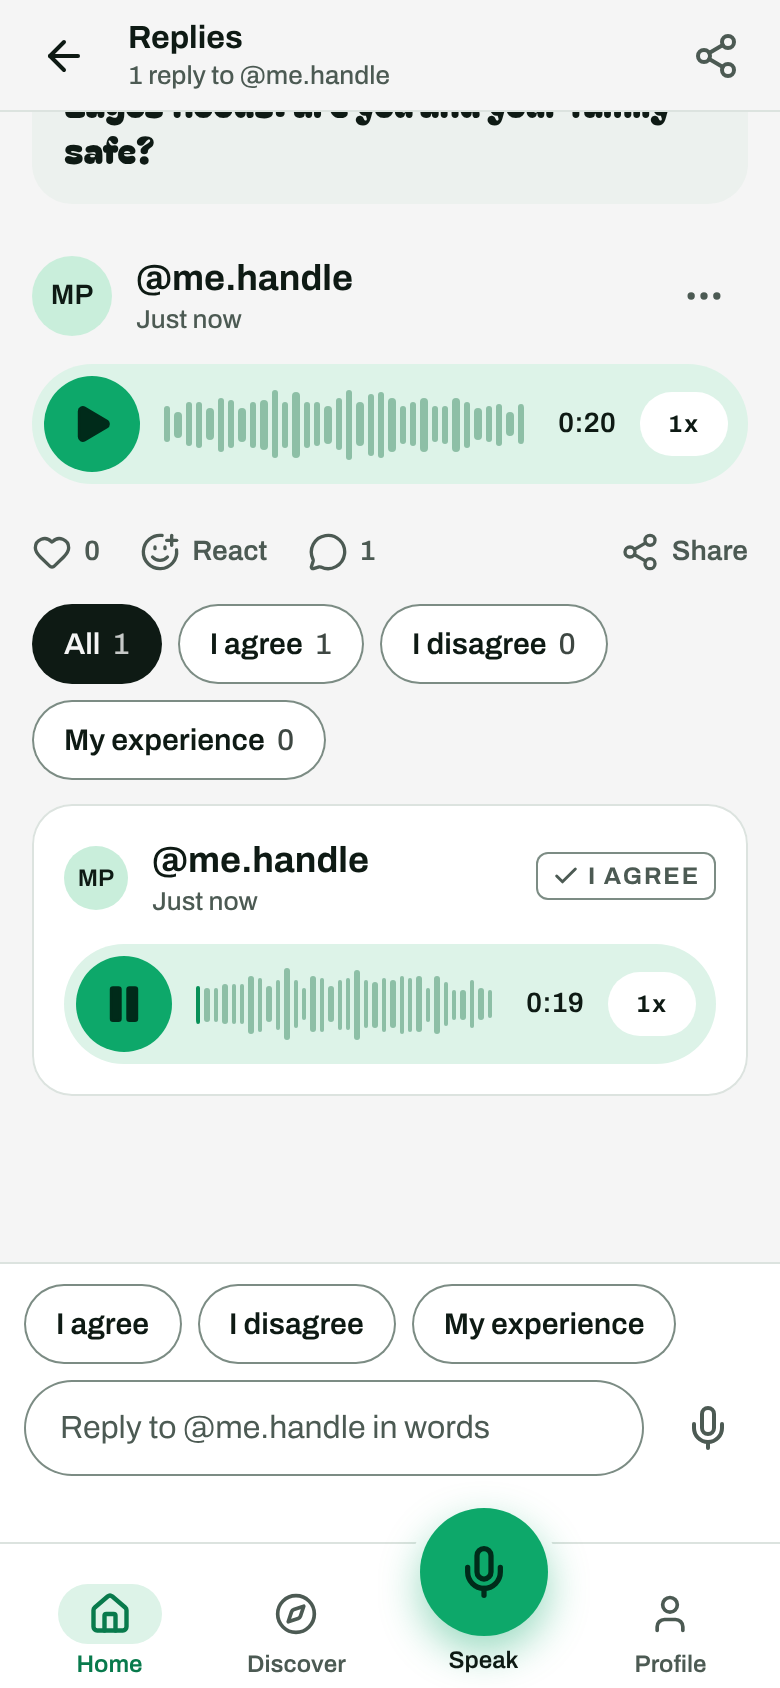 Replies
1 reply to @me.handle
safe?
MP
@me.handle
Just now
0:20
1x
0
React
1
Share
All 1
I agree 1
I disagree 0
My experience 0
MP
@me.handle
Just now
I AGREE
0:19
1x
I agree
I disagree
My experience
Reply to @me.handle in words
Home
Discover
Speak
Profile